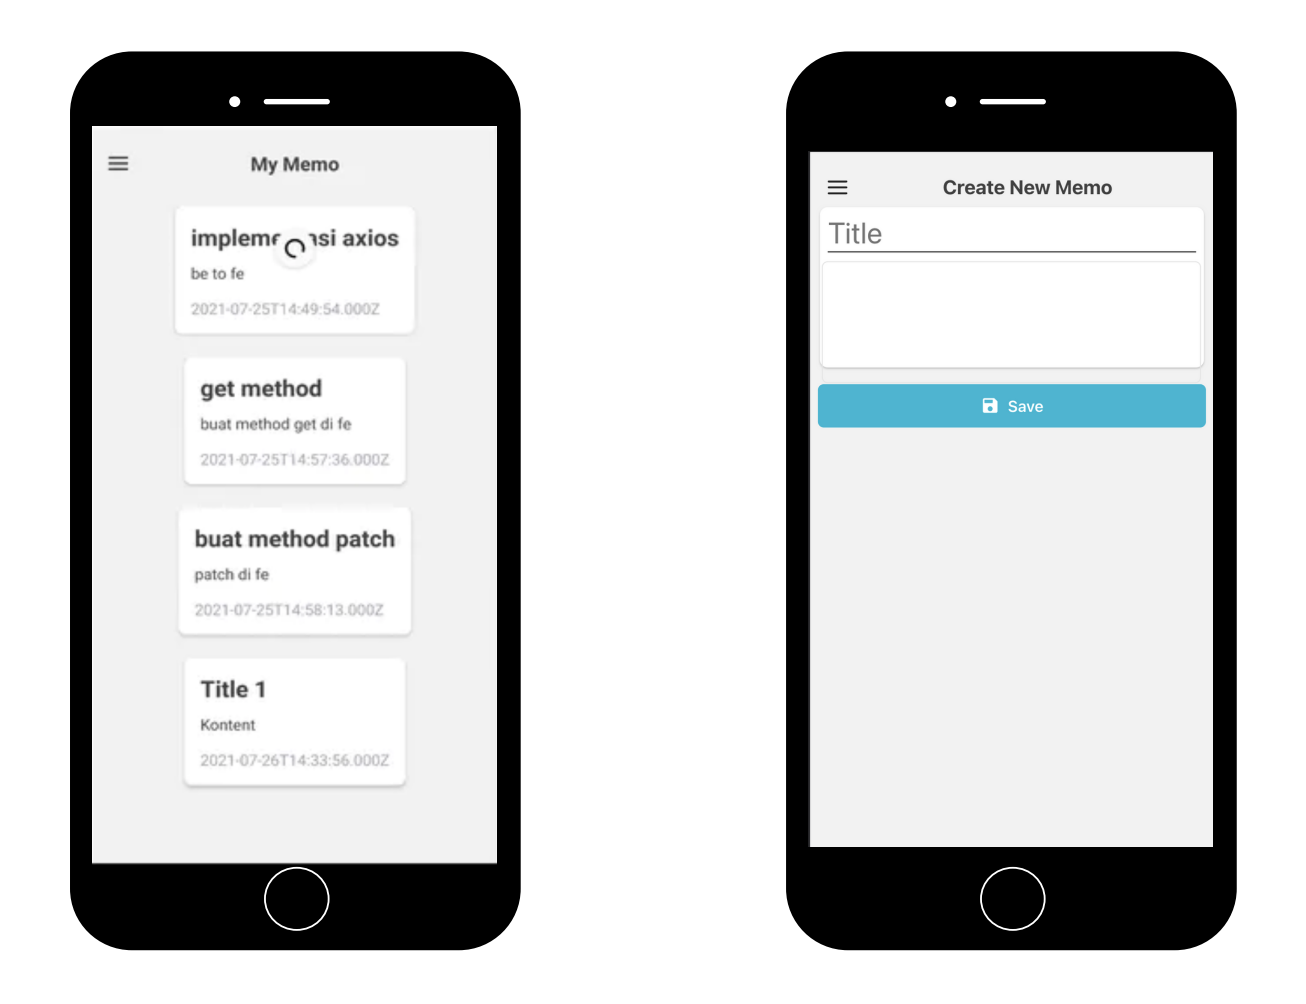 My Memo
impleme asi axios
be to fe
2021-07-25T14:49:54.000Z
get method
buat method get di fe
2021-07-25T14:57:36.000Z
buat method patch
patch di fe
2021-07-25T14:58:13.000Z
Title 1
Kontent
2021-07-26T14:33:56.000Z
Create New Memo
Title
Save